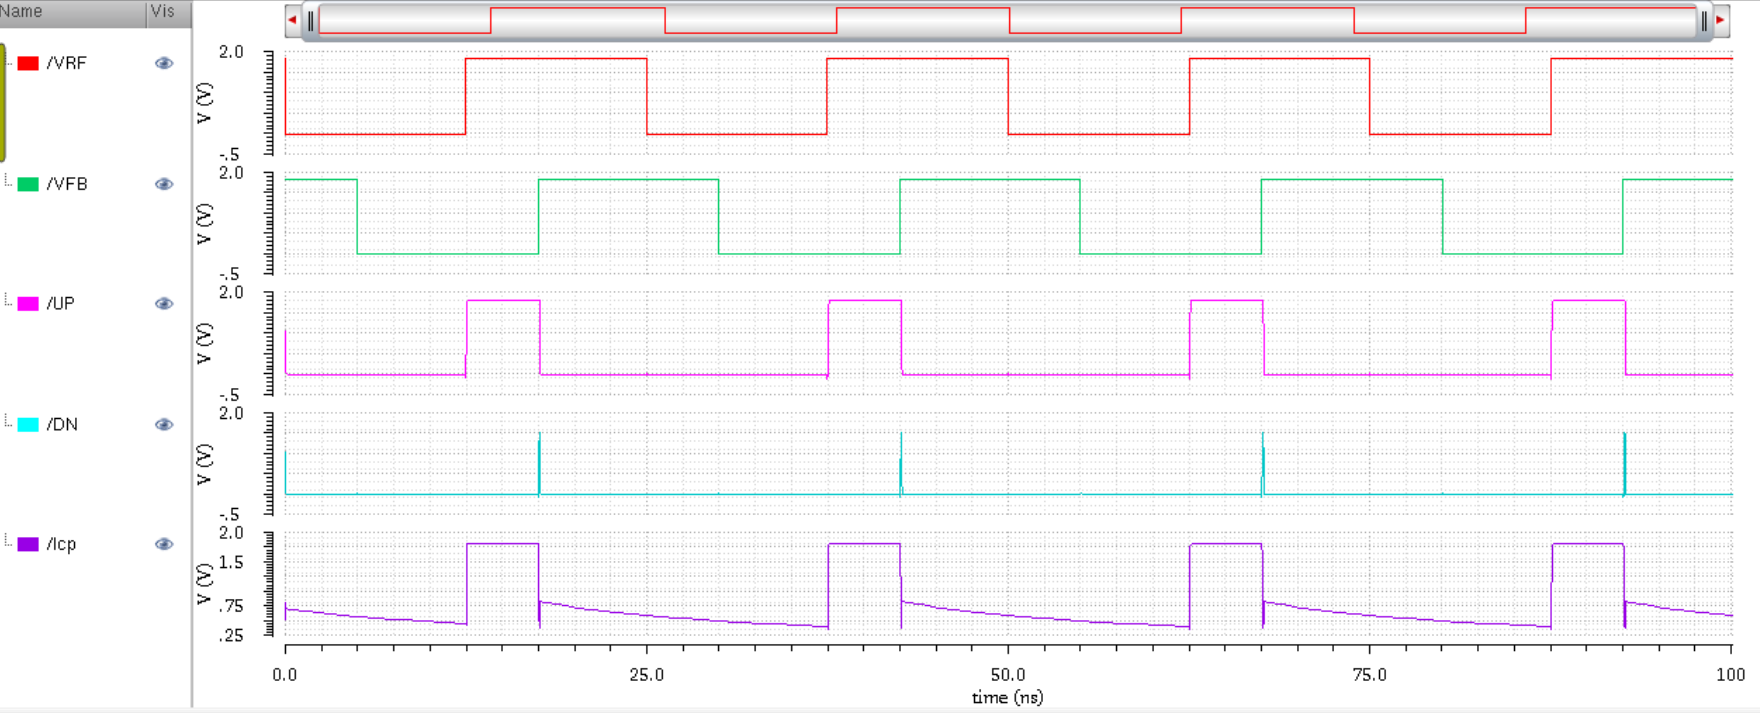 Name Vis
/VRF
/VFB
/UP
/DN
/Icp
2.0
V (V)
-.5
2.0
V (V)
-.5
2.0
V (V)
-.5
2.0
V (V)
-.5
2.0
1.5
V (V)
.75
.25
0.0 25.0 50.0 75.0 100
time (ns)